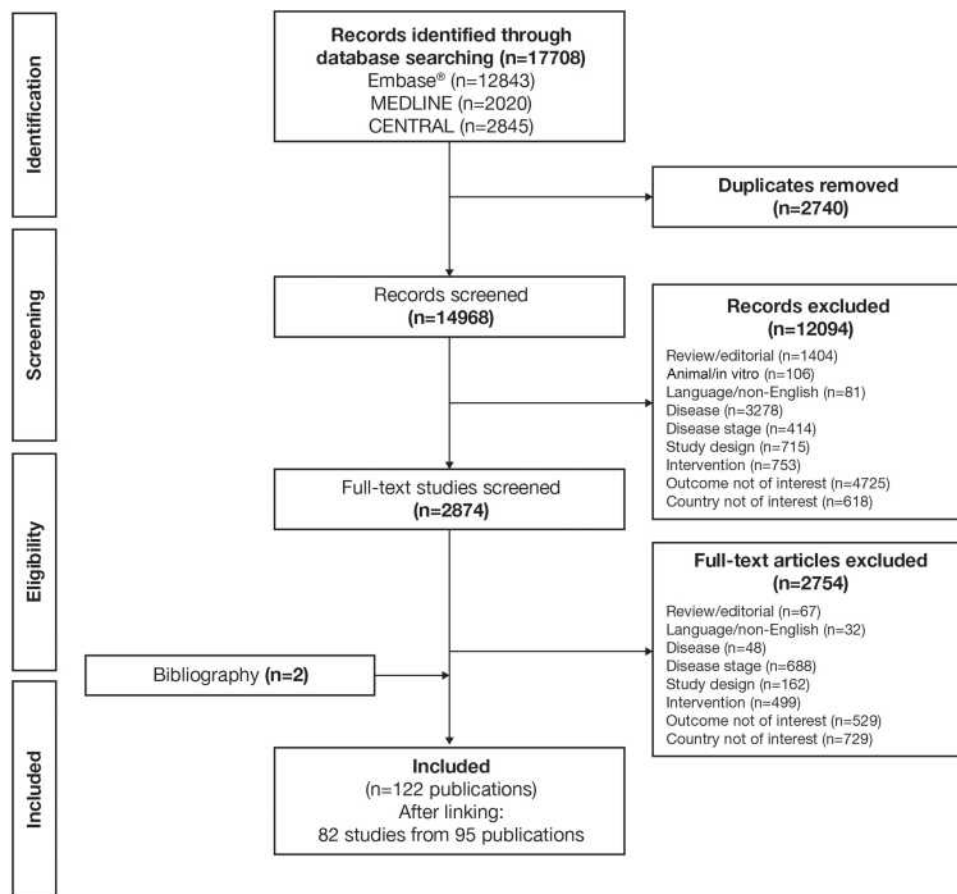 Identification
Records identified through
database searching (n=17708)
Embase® (n=12843)
MEDLINE (n=2020)
CENTRAL (n=2845)
Duplicates removed
(n=2740)
Screening
Records screened
(n=14968)
Records excluded
(n=12094)
Review/editorial (n=1404)
Animal/in vitro (n=106)
Language/non-English (n=81)
Disease (n=3278)
Disease stage (n=414)
Study design (n=715)
Intervention (n=753)
Outcome not of interest (n=4725)
Country not of interest (n=618)
Eligibility
Full-text studies screened
(n=2874)
Full-text articles excluded
(n=2754)
Review/editorial (n=67)
Language/non-English (n=32)
Disease (n=48)
Disease stage (n=688)
Study design (n=162)
Intervention (n=499)
Outcome not of interest (n=529)
Country not of interest (n=729)
Bibliography (n=2)
Included
Included
(n=122 publications)
After linking:
82 studies from 95 publications